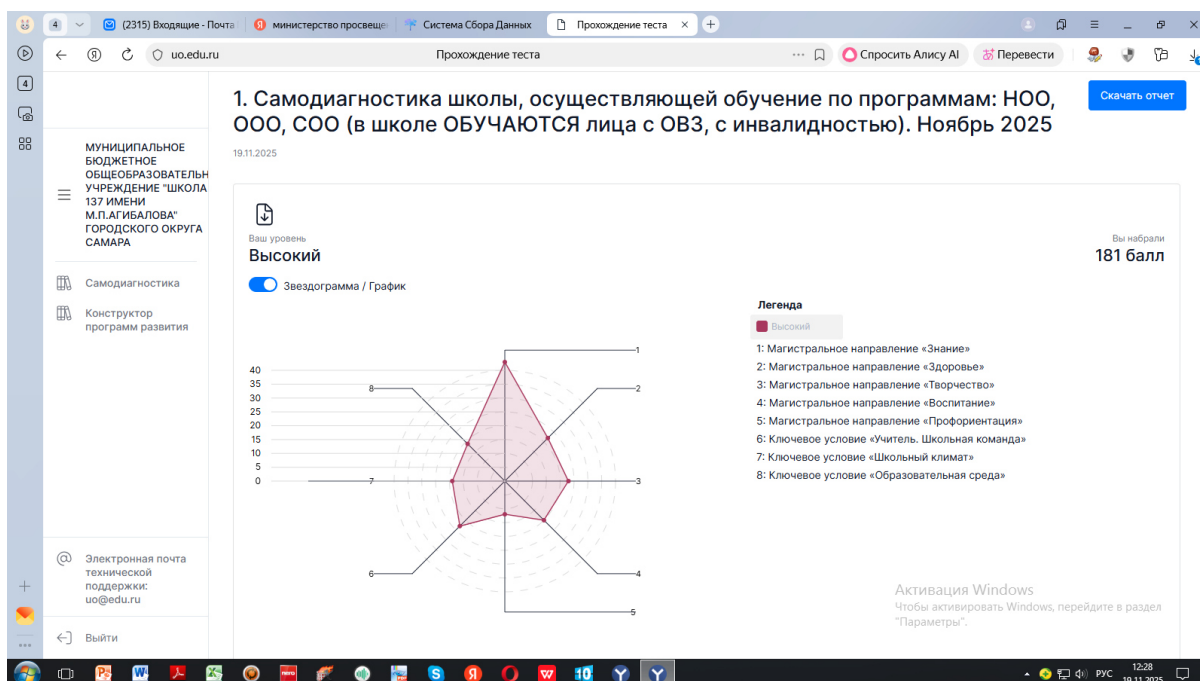 4
(2315) Входящие - Почта
министерство просвеще
Система Сбора Данных
Прохождение теста
uo.edu.ru
Прохождение теста
Спросить Алису AI
Перевести
4
МУНИЦИПАЛЬНОЕ
БЮДЖЕТНОЕ
ОБЩЕОБРАЗОВАТЕЛЬН
УЧРЕЖДЕНИЕ "ШКОЛА
137 ИМЕНИ
М.П.АГИБАЛОВА"
ГОРОДСКОГО ОКРУГА
САМАРА
Самодиагностика
Конструктор
программ развития
Электронная почта
технической
поддержки:
uo@edu.ru
Выйти
1. Самодиагностика школы, осуществляющей обучение по программам: НОО,
ООО, СОО (в школе ОБУЧАЮТСЯ лица с ОВЗ, с инвалидностью). Ноябрь 2025
Скачать отчет
19.11.2025
Ваш уровень
Высокий
Вы набрали
181 балл
Звездограмма / График
40
35
30
25
20
15
10
5
0
1
2
3
4
5
6
7
8
Легенда
Высокий
1: Магистральное направление «Знание»
2: Магистральное направление «Здоровье»
3: Магистральное направление «Творчество»
4: Магистральное направление «Воспитание»
5: Магистральное направление «Профориентация»
6: Ключевое условие «Учитель. Школьная команда»
7: Ключевое условие «Школьный климат»
8: Ключевое условие «Образовательная среда»
Активация Windows
Чтобы активировать Windows, перейдите в раздел
"Параметры".
РУС
12:28
19.11.2025